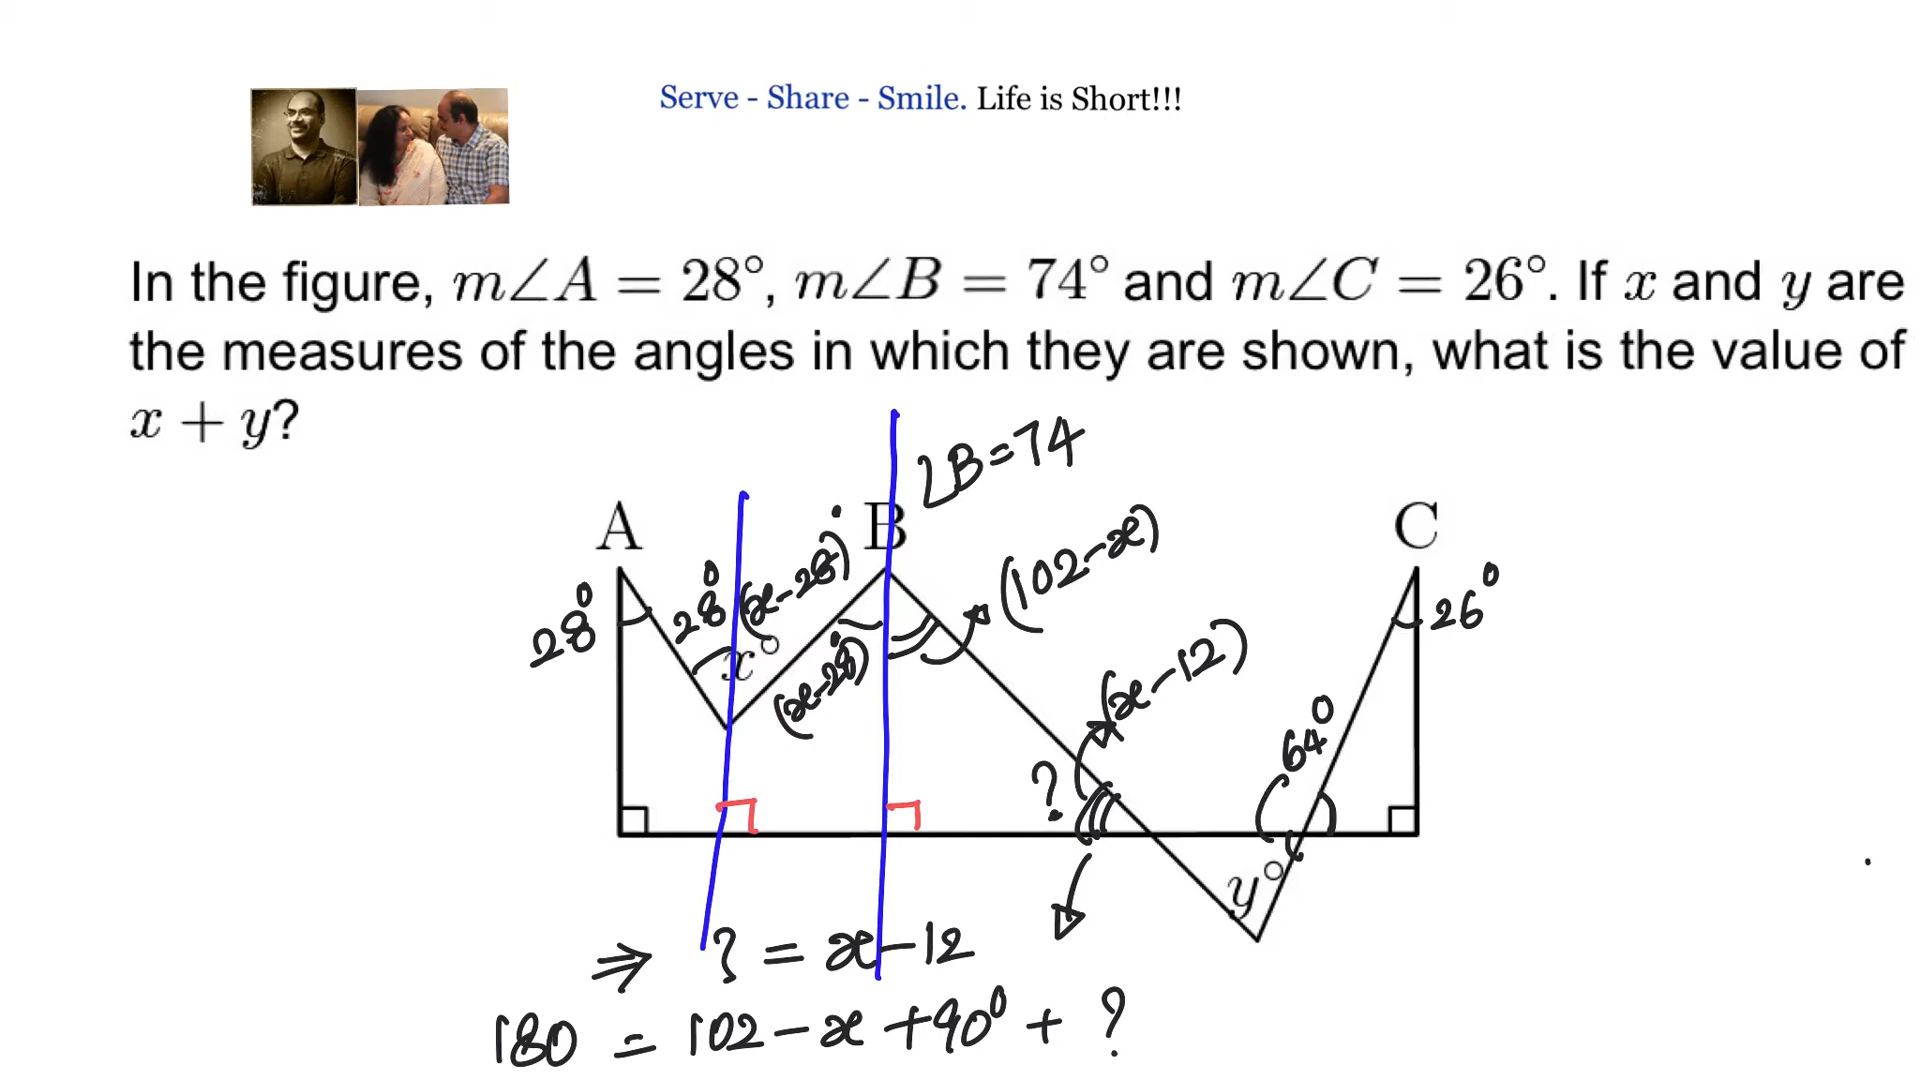 Serve - Share - Smile. Life is Short!!!
In the figure, m∠A = 28°, m∠B = 74° and m∠C = 26°. If x and y are
the measures of the angles in which they are shown, what is the value of
x + y?
∠B=74
A
B
C
28°
28°
(x-28)°
(102-x)
26°
x°
(x-28)°
(x-12)
64°
?
y°
⇒ ? = x-12
180 = 102-x+90°+ ?